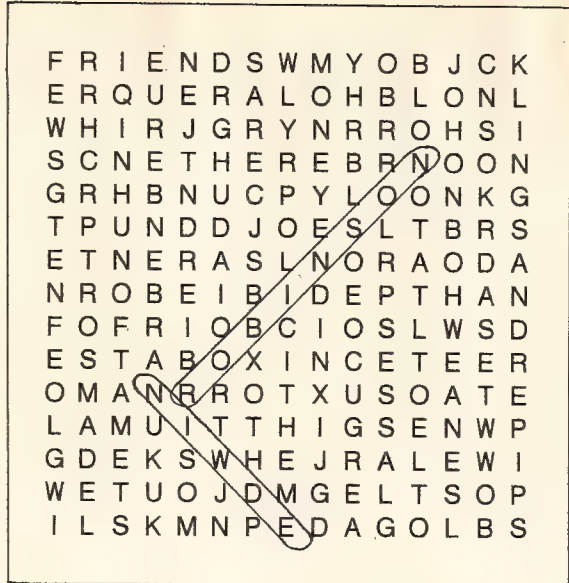 F R I E N D S W M Y O B J C K
E R Q U E R A L O H B L O N L
W H I R J G R Y N R R O H S I
S C N E T H E R E B R N O O N
G R H B N U C P Y L O O N K G
T P U N D D J O E S L T B R S
E T N E R A S L N O R A O D A
N R O B E I B I D E P T H A N
F O F R I O B C I O S L W S D
E S T A B O X I N C E T E E R
O M A N R R O T X U S O A T E
L A M U I T T H I G S E N W P
G D E K S W H E J R A L E W I
W E T U O J D M G E L T S O P
I L S K M N P E D A G O L B S